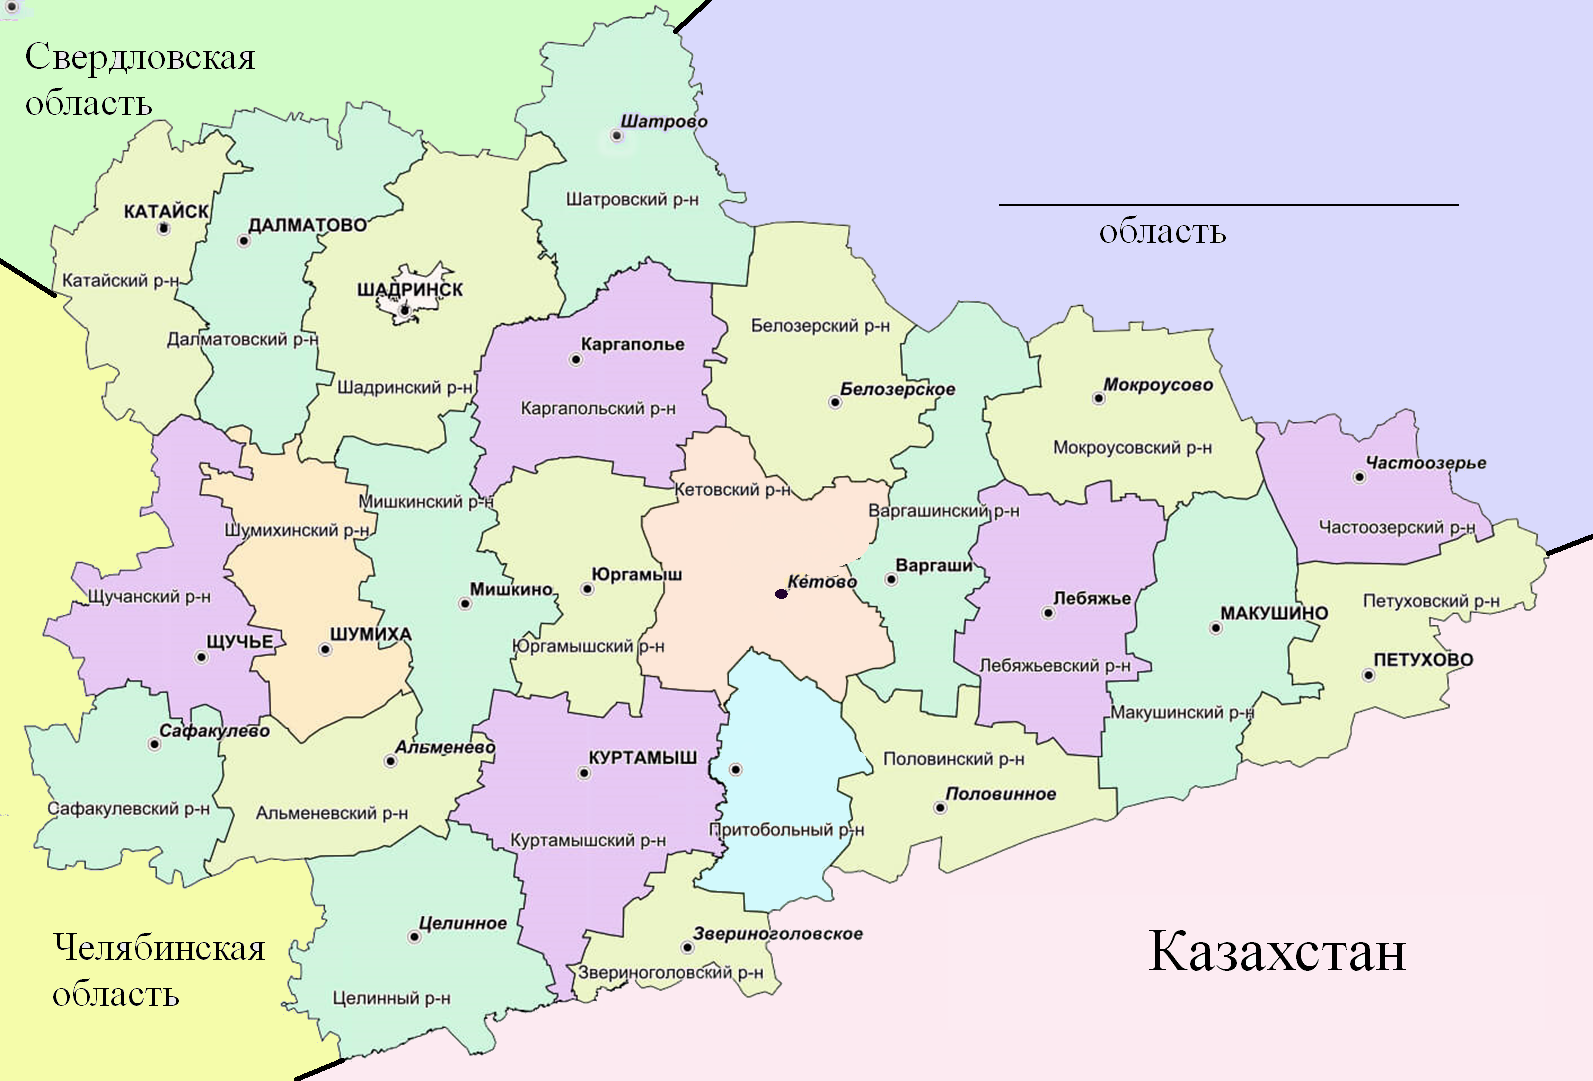 Свердловская
область
Шатрово
Шатровский р-н
КАТАЙСК
ДАЛМАТОВО
Катайский р-н
ШАДРИНСК
Далматовский р-н
Шадринский р-н
область
Каргаполье
Каргапольский р-н
Белозерский р-н
Белозерское
Мокроусово
Мокроусовский р-н
Частоозерье
Частоозерский р-н
Мишкинский р-н
Кетовский р-н
Варгашинский р-н
Шумихинский р-н
Варгаши
Юргамыш
Кетово
Мишкино
Щучанский р-н
Лебяжье
МАКУШИНО
Петуховский р-н
ЩУЧЬЕ
ШУМИХА
Юргамышский р-н
Лебяжьевский р-н
ПЕТУХОВО
Макушинский р-н
Сафакулево
Альменево
КУРТАМЫШ
Половинский р-н
Половинное
Сафакулевский р-н
Альменевский р-н
Куртамышский р-н
Притобольный р-н
Целинное
Звериноголовское
Звериноголовский р-н
Целинный р-н
Челябинская
область
Казахстан